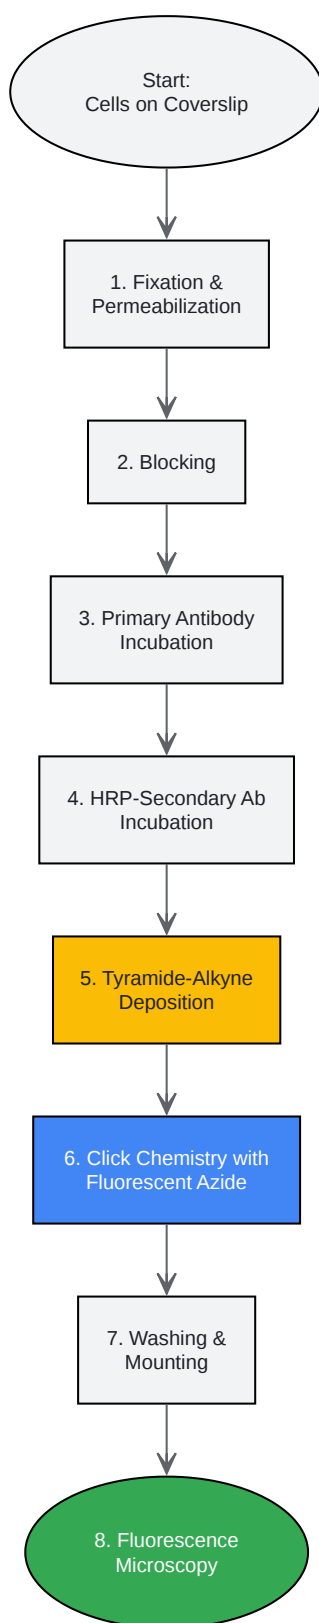 Start:
Cells on Coverslip
1. Fixation &
Permeabilization
2. Blocking
3. Primary Antibody
Incubation
4. HRP-Secondary Ab
Incubation
5. Tyramide-Alkyne
Deposition
6. Click Chemistry with
Fluorescent Azide
7. Washing &
Mounting
8. Fluorescence
Microscopy